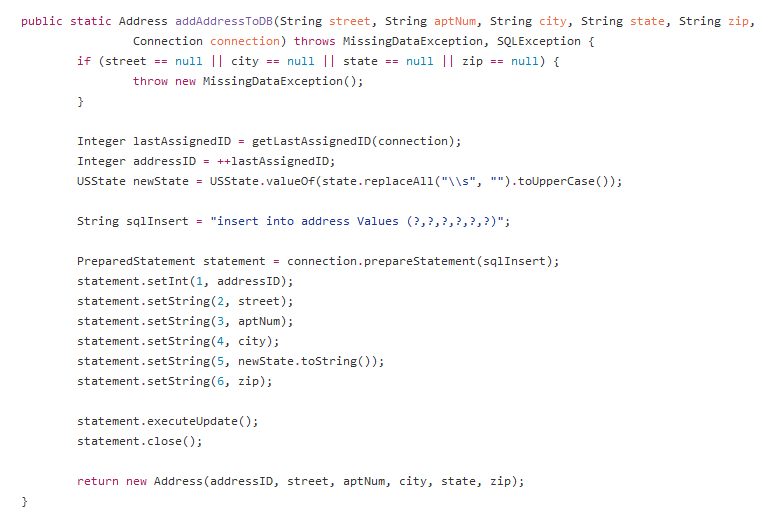 public static Address addAddressToDB(String street, String aptNum, String city, String state, String zip,
Connection connection) throws MissingDataException, SQLException {
if (street == null || city == null || state == null || zip == null) {
throw new MissingDataException();
}
Integer lastAssignedID = getLastAssignedID(connection);
Integer addressID = ++lastAssignedID;
USState newState = USState.valueOf(state.replaceAll("\\s", "").toUpperCase());
String sqlInsert = "insert into address Values (?,?,?,?,?,?)";
PreparedStatement statement = connection.prepareStatement(sqlInsert);
statement.setInt(1, addressID);
statement.setString(2, street);
statement.setString(3, aptNum);
statement.setString(4, city);
statement.setString(5, newState.toString());
statement.setString(6, zip);
statement.executeUpdate();
statement.close();
return new Address(addressID, street, aptNum, city, state, zip);
}